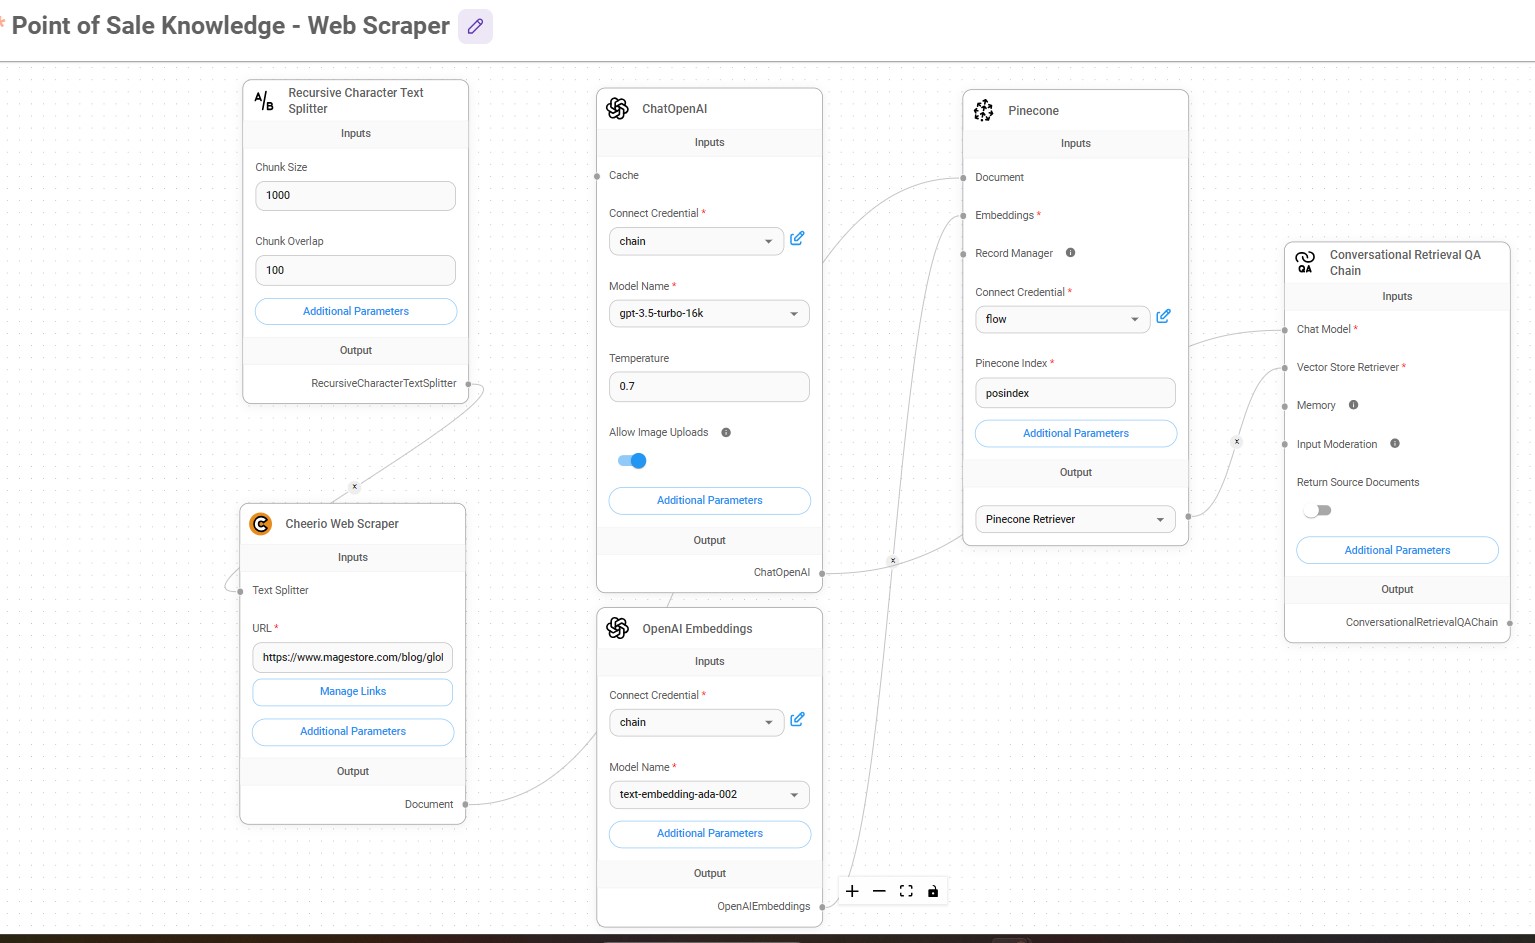 * Point of Sale Knowledge - Web Scraper
A/B
Recursive Character Text
Splitter
Inputs
Chunk Size
1000
Chunk Overlap
100
Additional Parameters
Output
RecursiveCharacterTextSplitter
x
Cheerio Web Scraper
Inputs
Text Splitter
URL *
https://www.magestore.com/blog/glol
Manage Links
Additional Parameters
Output
Document
ChatOpenAI
Inputs
Cache
Connect Credential *
chain
Model Name *
gpt-3.5-turbo-16k
Temperature
0.7
Allow Image Uploads
Additional Parameters
Output
ChatOpenAI
OpenAI Embeddings
Inputs
Connect Credential *
chain
Model Name *
text-embedding-ada-002
Additional Parameters
Output
OpenAIEmbeddings
x
Pinecone
Inputs
Document
Embeddings *
Record Manager
Connect Credential *
flow
Pinecone Index *
posindex
Additional Parameters
Output
Pinecone Retriever
x
QA
Conversational Retrieval QA
Chain
Inputs
Chat Model *
Vector Store Retriever *
Memory
Input Moderation
Return Source Documents
Additional Parameters
Output
ConversationalRetrievalQAChain